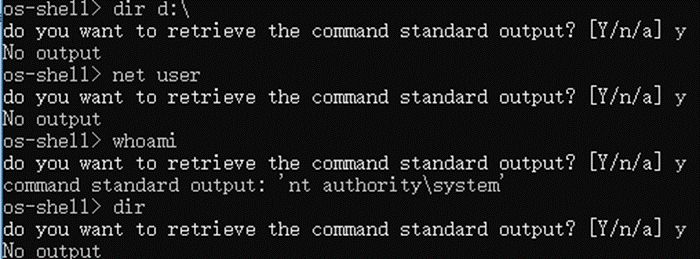 os-shell> dir d:\
do you want to retrieve the command standard output? [Y/n/a] y
No output
os-shell> net user
do you want to retrieve the command standard output? [Y/n/a] y
No output
os-shell> whoami
do you want to retrieve the command standard output? [Y/n/a] y
command standard output: 'nt authority\system'
os-shell> dir
do you want to retrieve the command standard output? [Y/n/a] y
No output